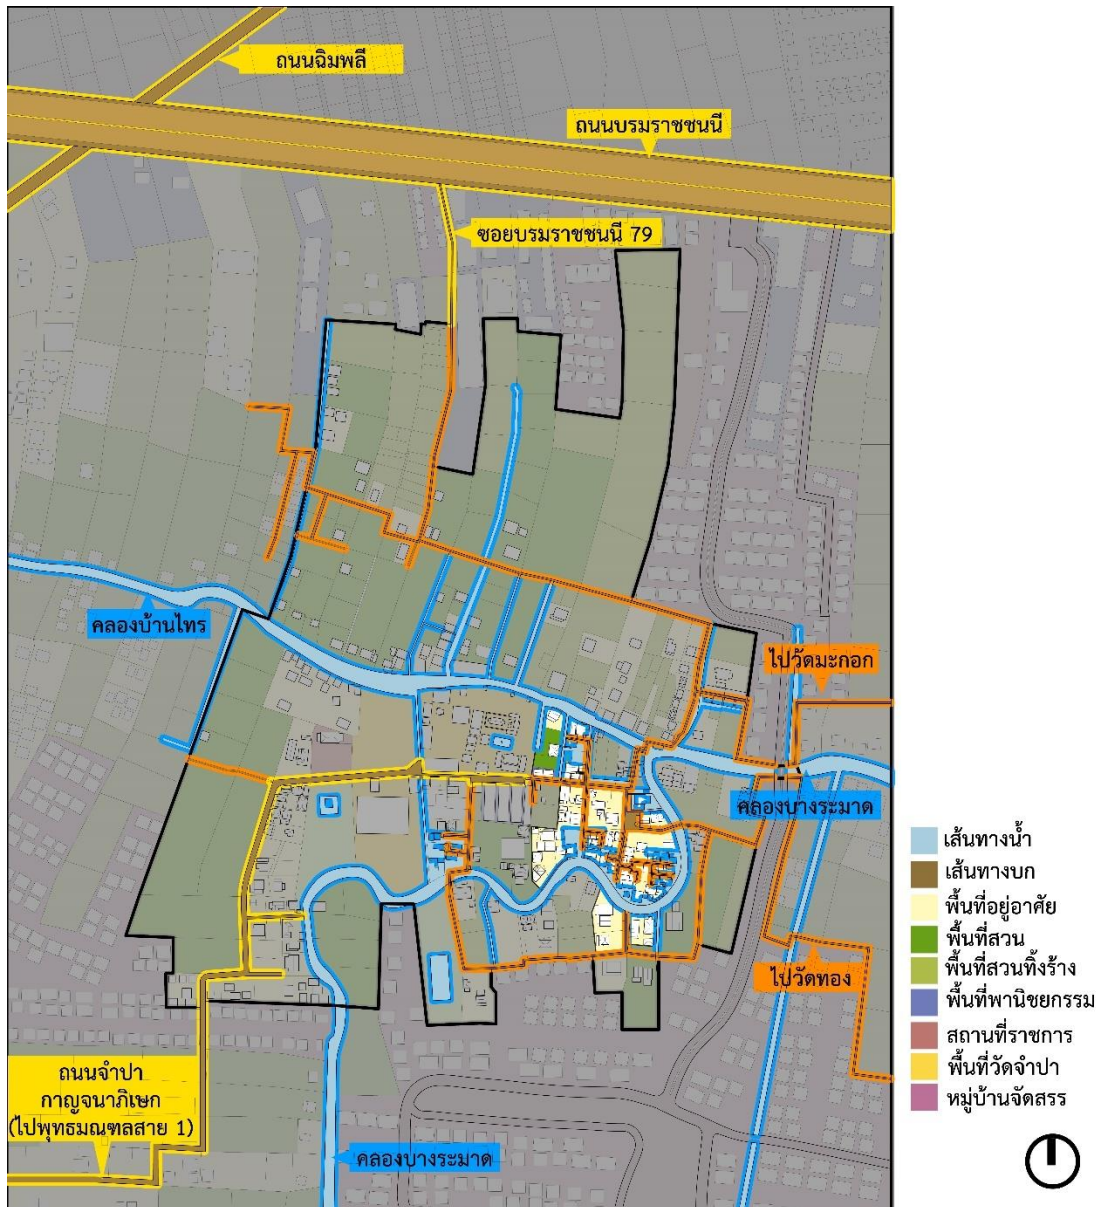 ถนนฉิมพลี
ถนนบรมราชชนนี
ซอยบรมราชชนนี 79
คลองบ้านไทร
ไปวัดมะกอก
คลองบางระมาด
ไปวัดทอง
ถนนจำปา
กาญจนาภิเษก
(ไปพุทธมณฑลสาย 1)
คลองบางระมาด
เส้นทางน้ำ
เส้นทางบก
พื้นที่อยู่อาศัย
พื้นที่สวน
พื้นที่สวนทิ้งร้าง
พื้นที่พานิชยกรรม
สถานที่ราชการ
พื้นที่วัดจำปา
หมู่บ้านจัดสรร